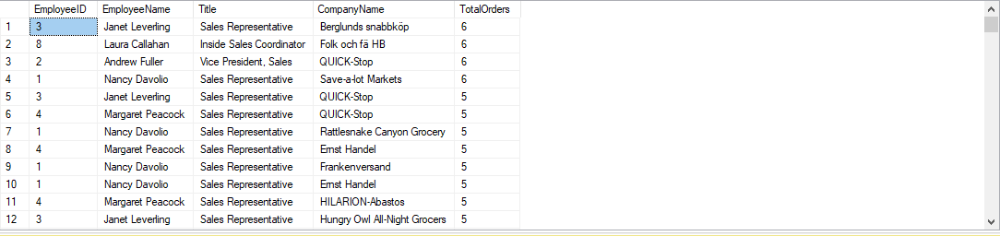 EmployeeID EmployeeName Title CompanyName TotalOrders
1 3 Janet Leverling Sales Representative Berglunds snabbköp 6
2 8 Laura Callahan Inside Sales Coordinator Folk och fä HB 6
3 2 Andrew Fuller Vice President, Sales QUICK-Stop 6
4 1 Nancy Davolio Sales Representative Save-a-lot Markets 6
5 3 Janet Leverling Sales Representative QUICK-Stop 5
6 4 Margaret Peacock Sales Representative QUICK-Stop 5
7 1 Nancy Davolio Sales Representative Rattlesnake Canyon Grocery 5
8 4 Margaret Peacock Sales Representative Ernst Handel 5
9 1 Nancy Davolio Sales Representative Frankenversand 5
10 1 Nancy Davolio Sales Representative Ernst Handel 5
11 4 Margaret Peacock Sales Representative HILARION-Abastos 5
12 3 Janet Leverling Sales Representative Hungry Owl All-Night Grocers 5